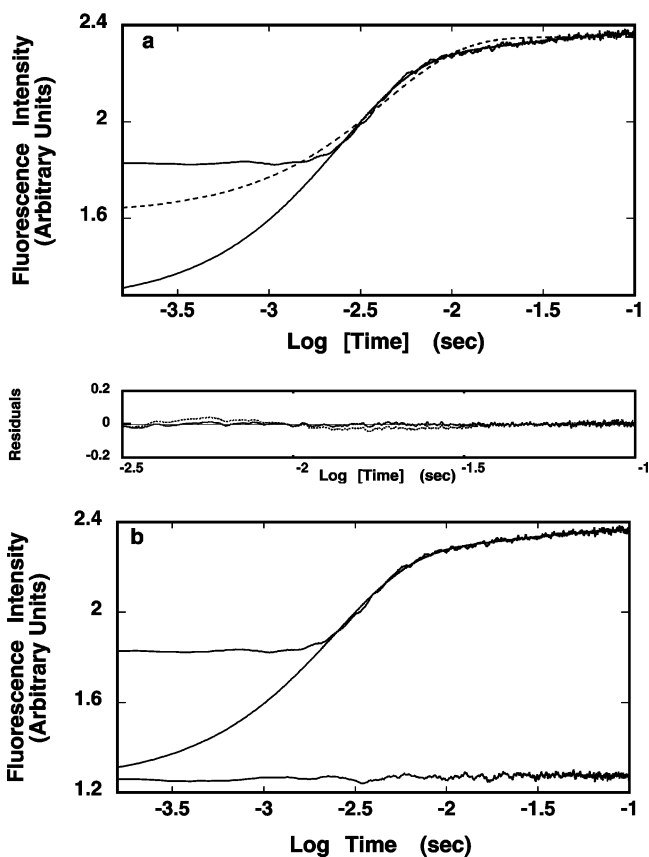 a
2.4
2
1.6
Fluorescence Intensity
(Arbitrary Units)
-3.5 -3 -2.5 -2 -1.5 -1
Log [Time] (sec)
Residuals
0.2
0
-0.2
-2.5 -2 -1.5 -1
Log [Time] (sec)
b
2.4
2
1.6
1.2
Fluorescence Intensity
(Arbitrary Units)
-3.5 -3 -2.5 -2 -1.5 -1
Log Time (sec)